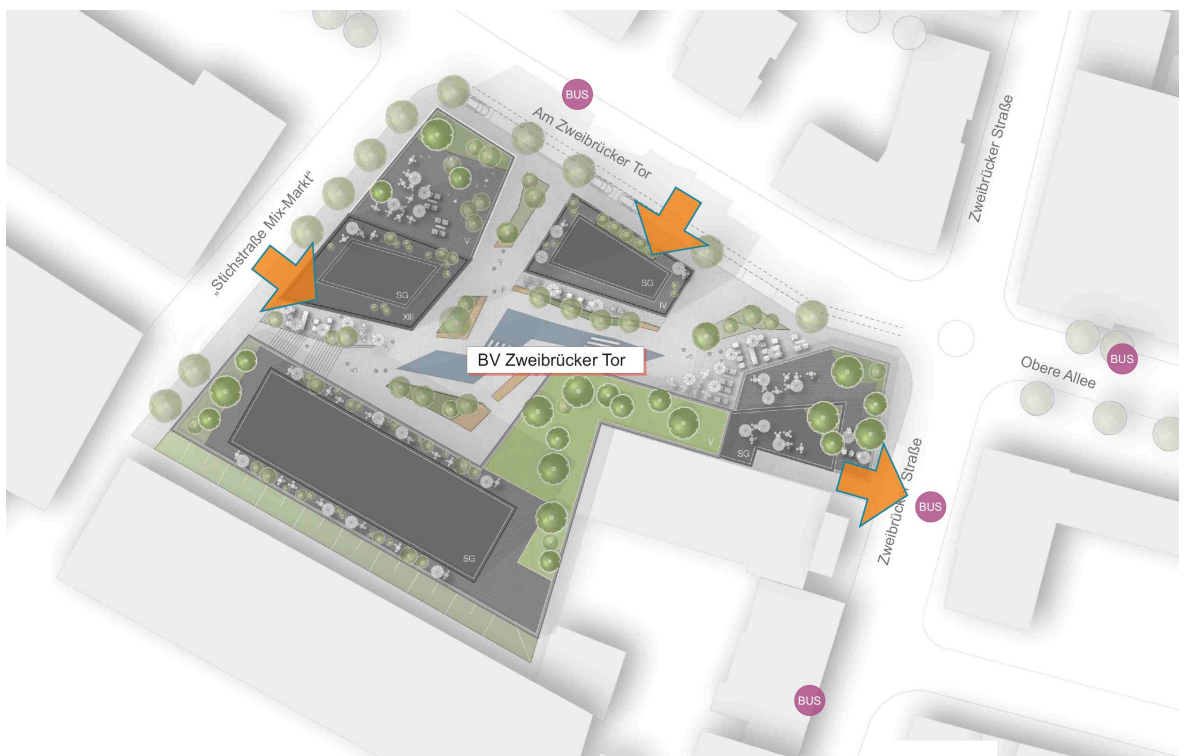 BUS
Am Zweibrücker Tor
Zweibrücker Straße
„Stichstraße Mix-Markt“
V
SG
XIII
SG
IV
BV Zweibrücker Tor
BUS
Obere Allee
V
SG
Zweibrücker Straße
BUS
SG
BUS